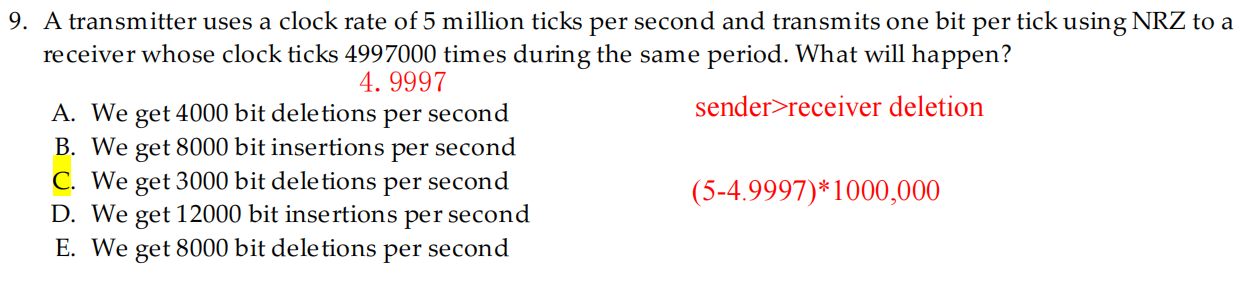 9. A transmitter uses a clock rate of 5 million ticks per second and transmits one bit per tick using NRZ to a
receiver whose clock ticks 4997000 times during the same period. What will happen?
4.9997
A. We get 4000 bit deletions per second
sender>receiver deletion
B. We get 8000 bit insertions per second
C. We get 3000 bit deletions per second
(5-4.9997)*1000,000
D. We get 12000 bit insertions per second
E. We get 8000 bit deletions per second